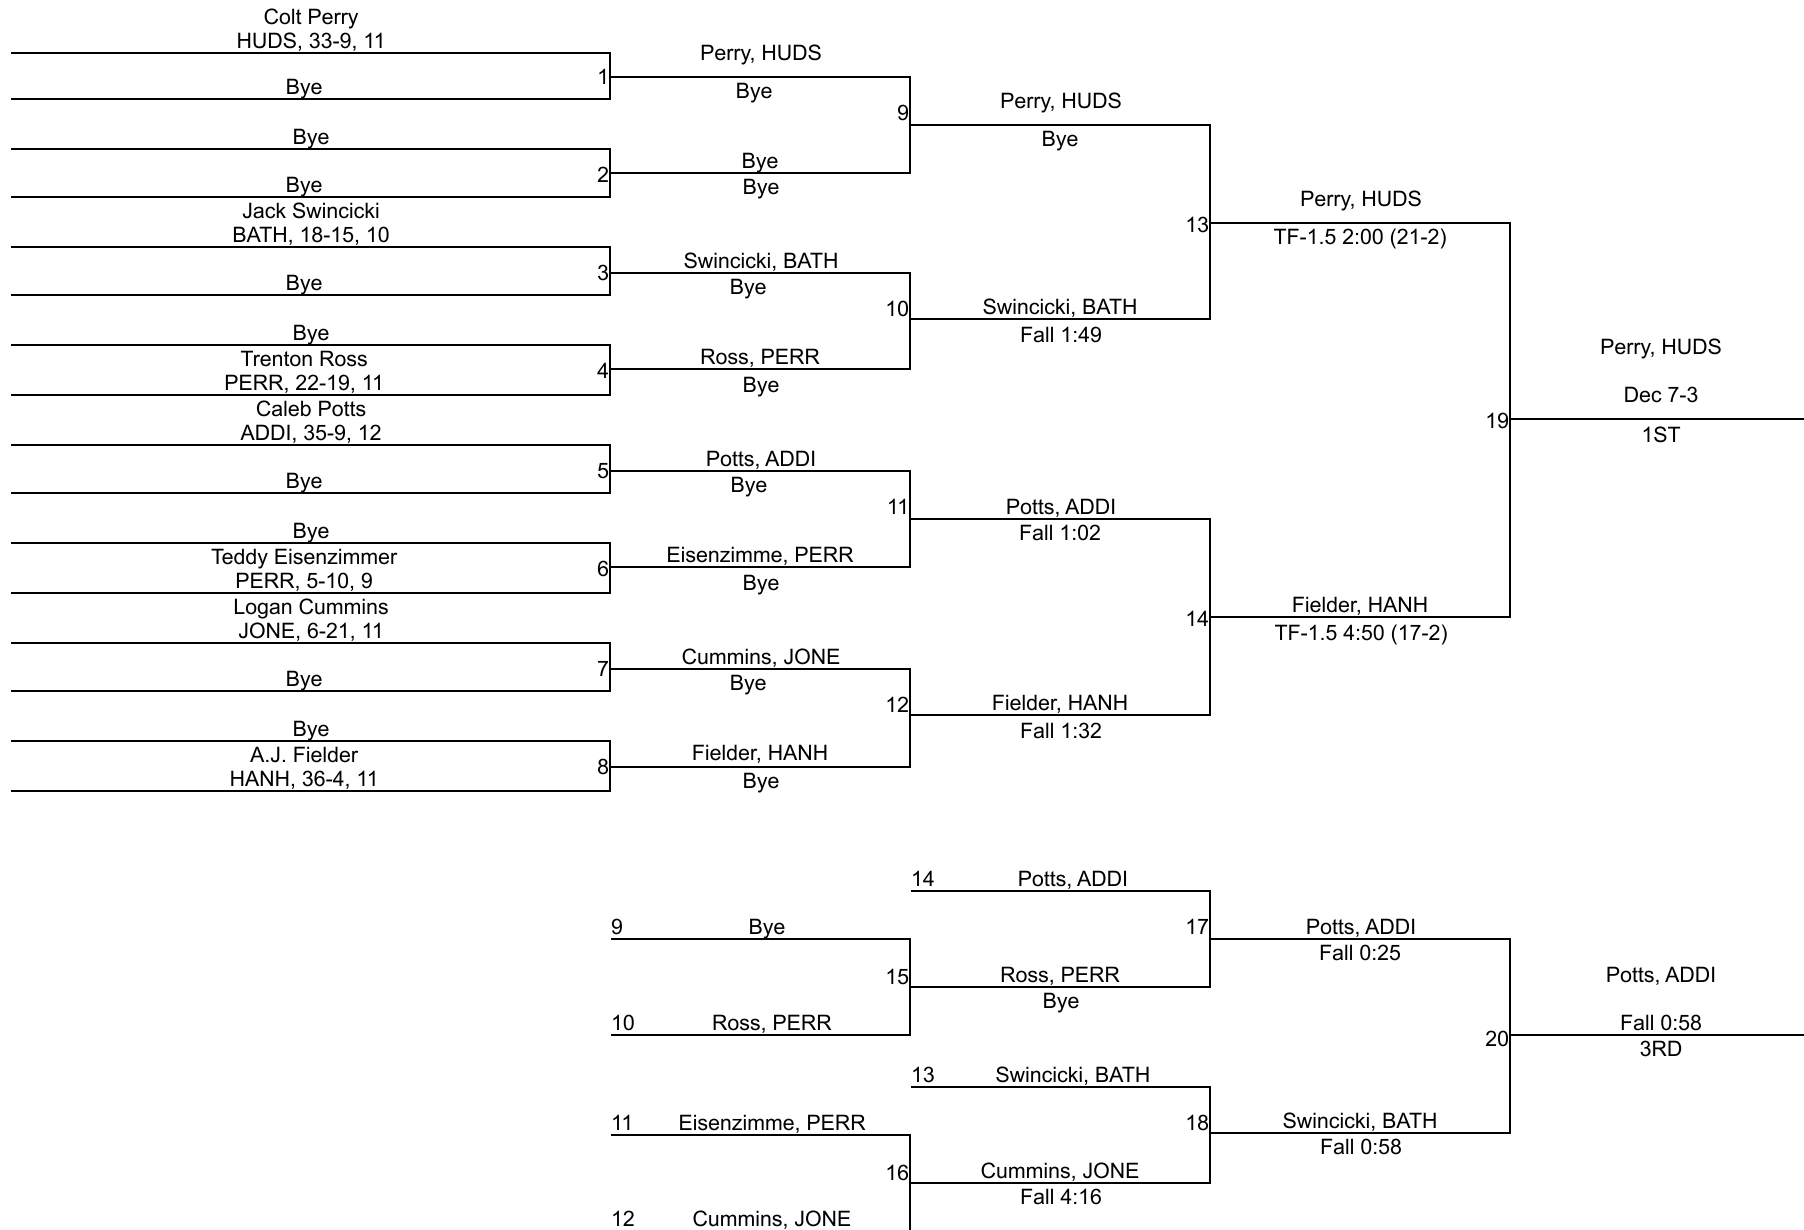 Colt Perry
HUDS, 33-9, 11
Bye
1
Bye
Bye
2
Jack Swincicki
BATH, 18-15, 10
Bye
3
Bye
Trenton Ross
PERR, 22-19, 11
4
Caleb Potts
ADDI, 35-9, 12
Bye
5
Bye
Teddy Eisenzimmer
PERR, 5-10, 9
6
Logan Cummins
JONE, 6-21, 11
Bye
7
Bye
A.J. Fielder
HANH, 36-4, 11
8
Perry, HUDS
Bye
9
Bye
Bye
Swincicki, BATH
Bye
10
Ross, PERR
Bye
Potts, ADDI
Bye
11
Eisenzimme, PERR
Bye
Cummins, JONE
Bye
12
Fielder, HANH
Bye
Perry, HUDS
Bye
13
Swincicki, BATH
Fall 1:49
Potts, ADDI
Fall 1:02
14
Fielder, HANH
Fall 1:32
Perry, HUDS
TF-1.5 2:00 (21-2)
19
Fielder, HANH
TF-1.5 4:50 (17-2)
Perry, HUDS
Dec 7-3
1ST
14 Potts, ADDI
9 Bye
17
15
Ross, PERR
Bye
10 Ross, PERR
13 Swincicki, BATH
11 Eisenzimme, PERR
18
16
Cummins, JONE
Fall 4:16
12 Cummins, JONE
Potts, ADDI
Fall 0:25
20
Swincicki, BATH
Fall 0:58
Potts, ADDI
Fall 0:58
3RD